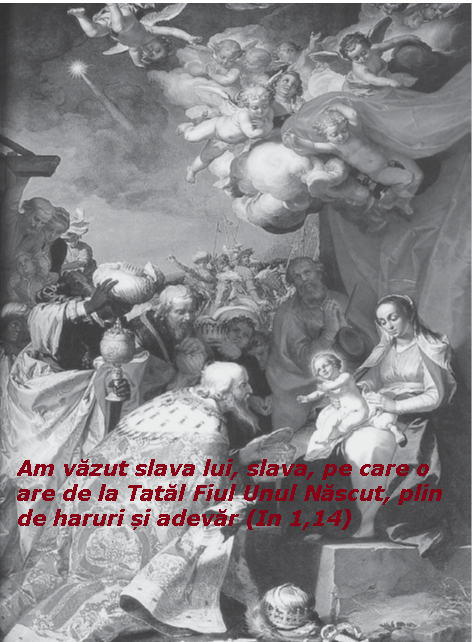 Am văzut slava lui, slava, pe care o
are de la Tatăl Fiul Unul Născut, plin
de haruri și adevăr (In 1,14)